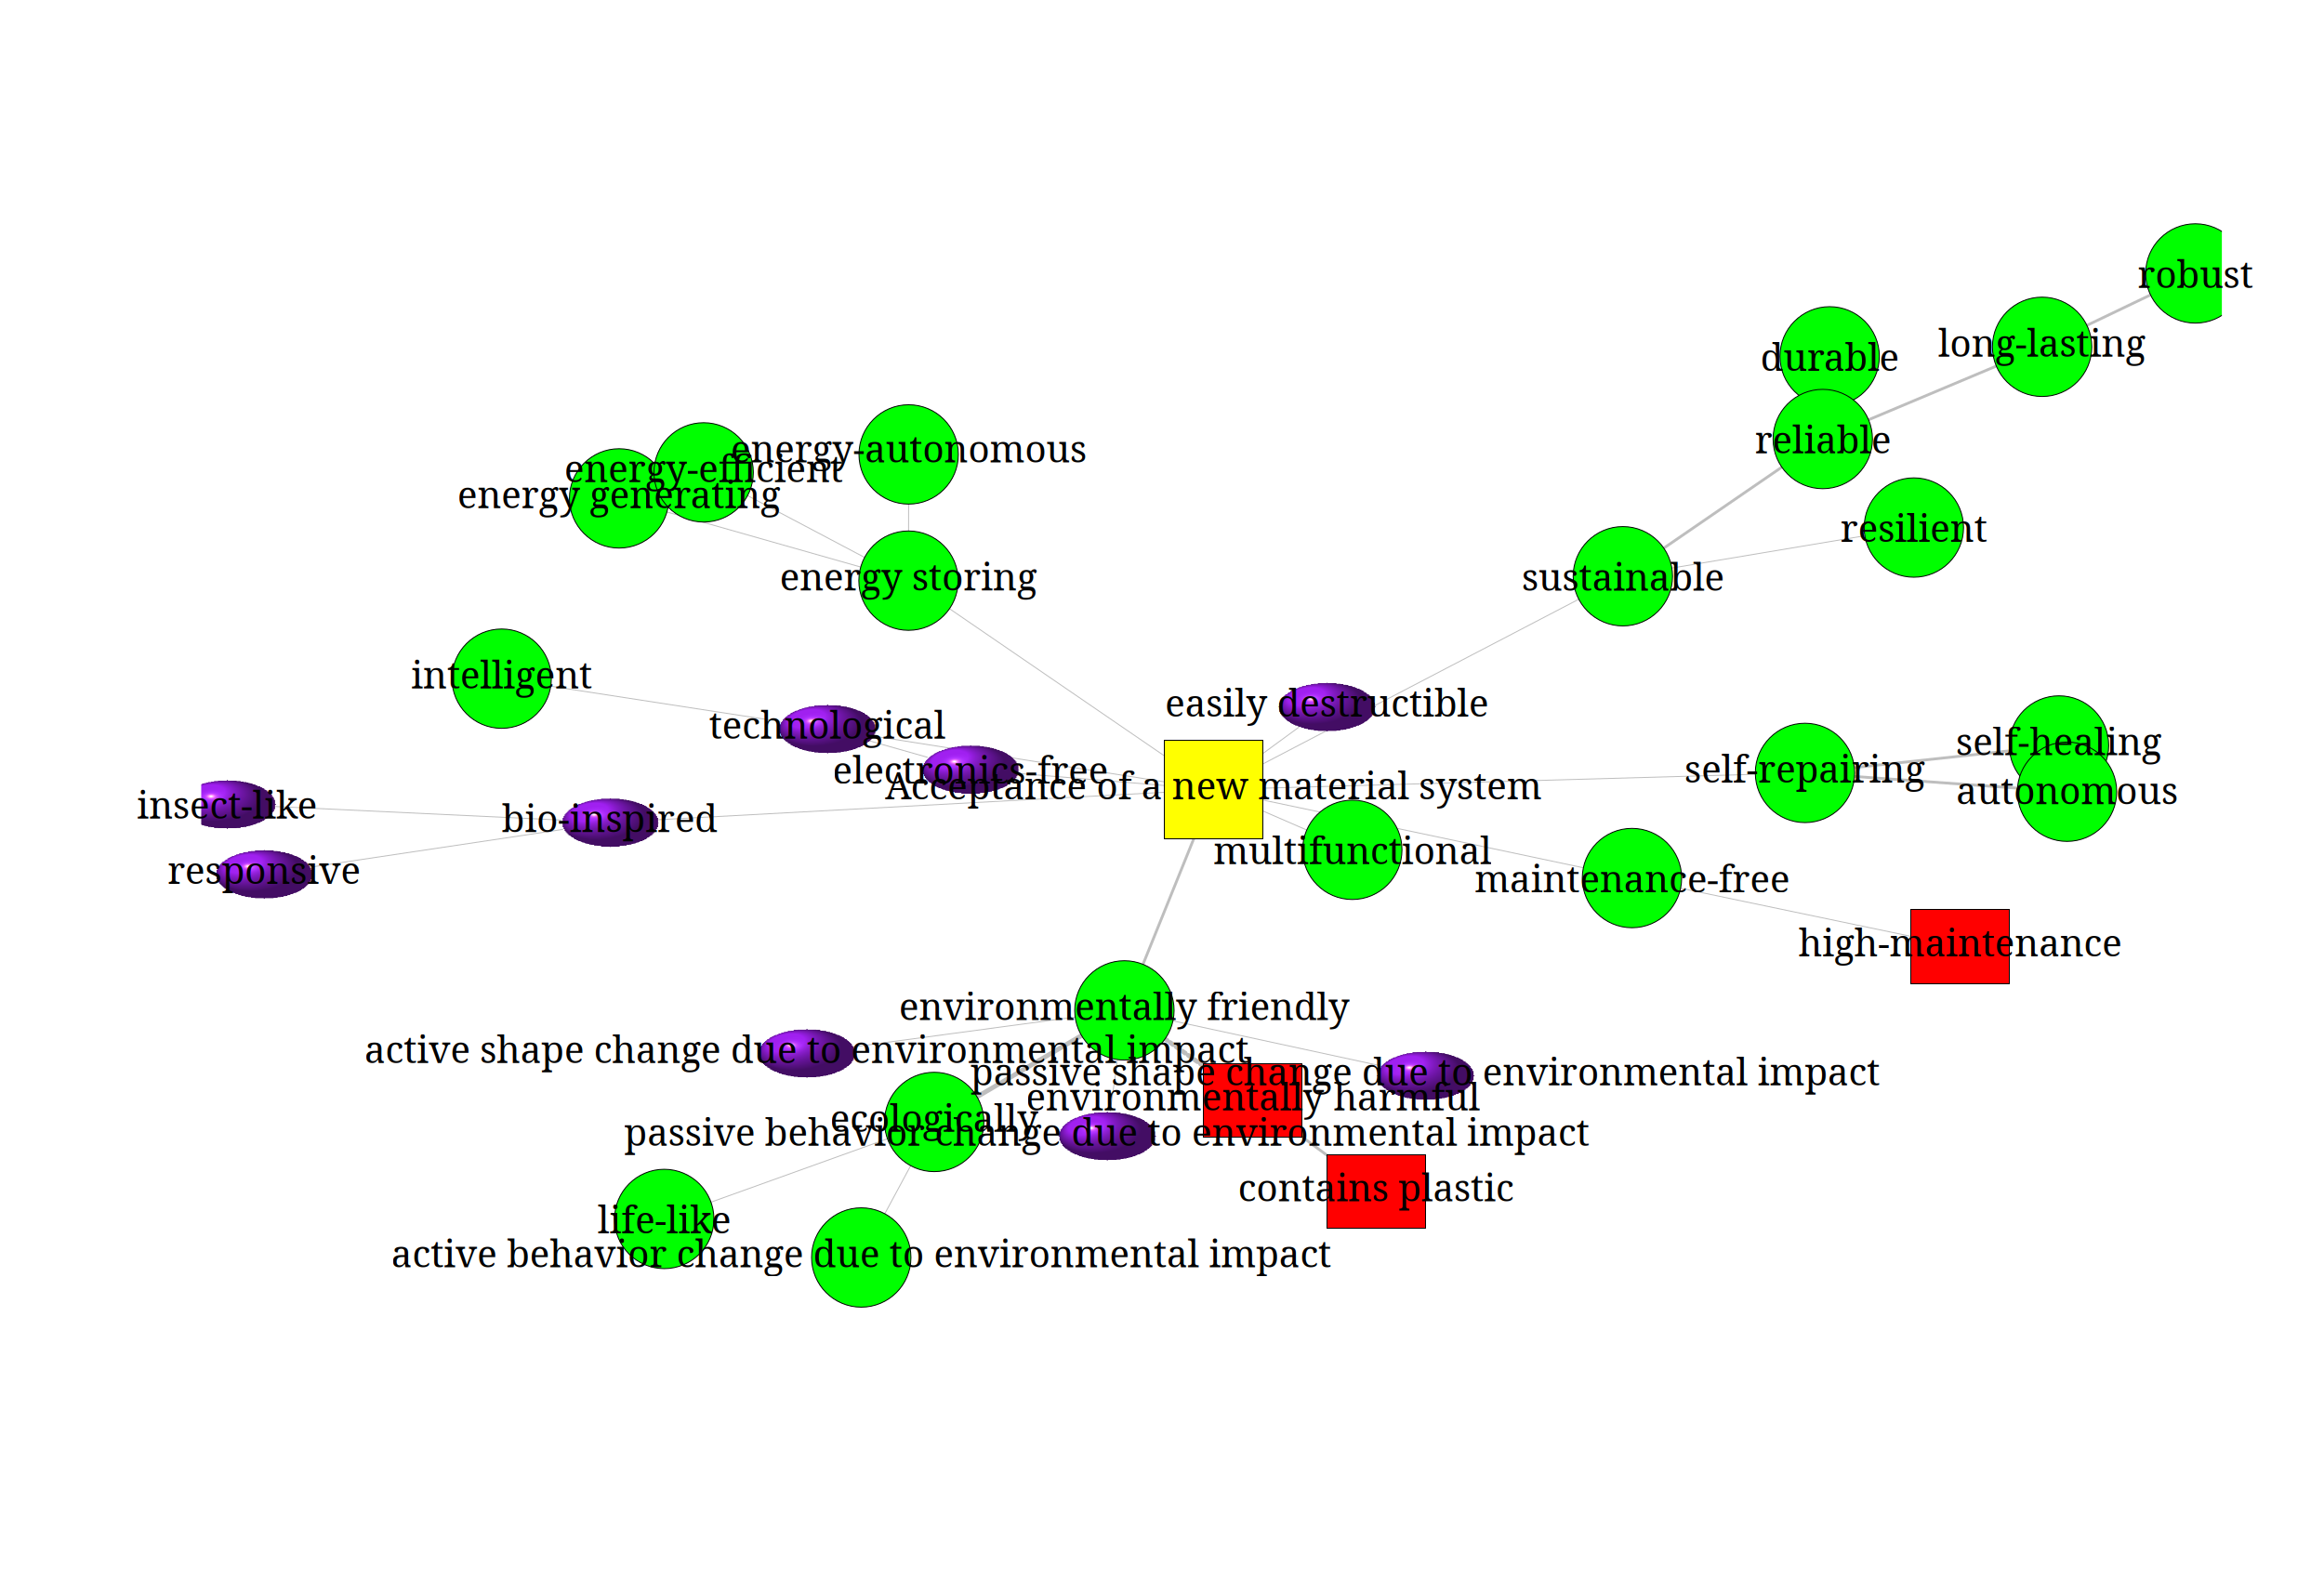 robust
long-lasting
durable
reliable
energy-autonomous
energy-efficient
energy generating
resilient
energy storing
sustainable
intelligent
easily destructible
technological
self-healing
electronics-free
self-repairing
Acceptance of a new material system
autonomous
insect-like
bio-inspired
multifunctional
responsive
maintenance-free
high-maintenance
environmentally friendly
active shape change due to environmental impact
passive shape change due to environmental impact
environmentally harmful
ecologically
passive behavior change due to environmental impact
contains plastic
life-like
active behavior change due to environmental impact